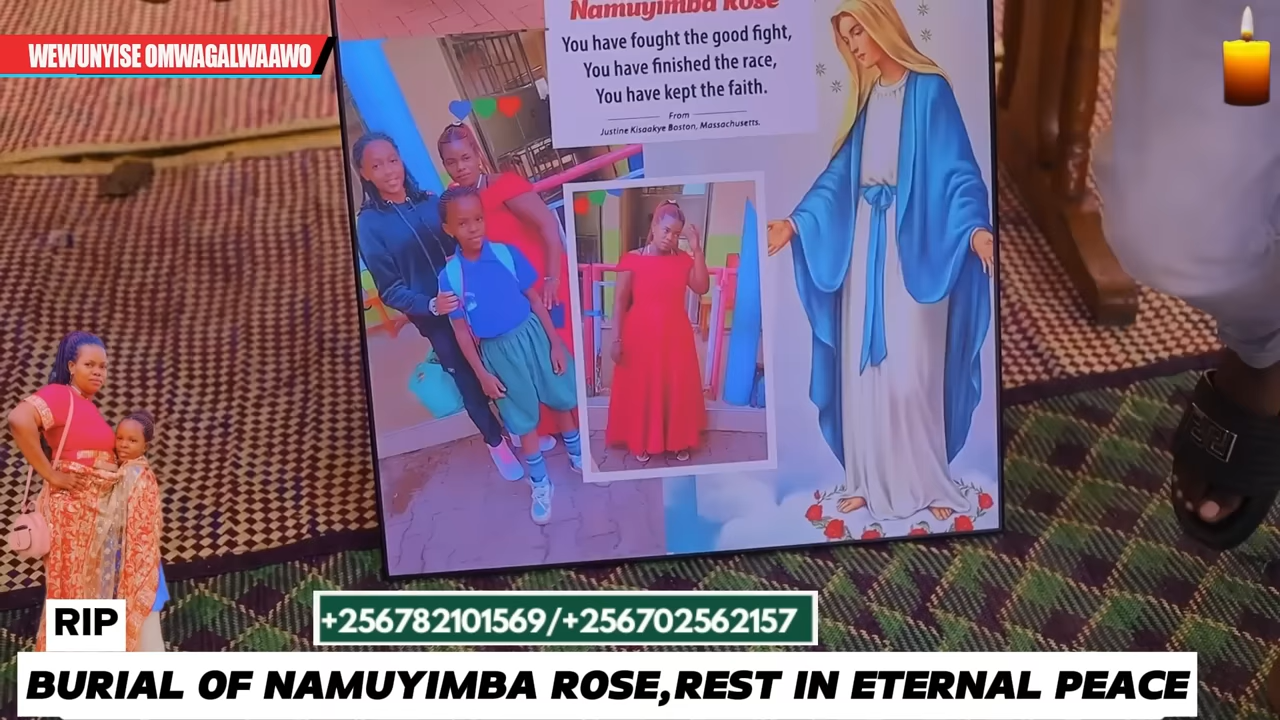 WEWUNYISE OMWAGALWAAWO
Namuyimba Rose
You have fought the good fight,
You have finished the race,
You have kept the faith.
From
Justine Kisaakye Boston, Massachusetts.
RIP
+256782101569/+256702562157
BURIAL OF NAMUYIMBA ROSE,REST IN ETERNAL PEACE